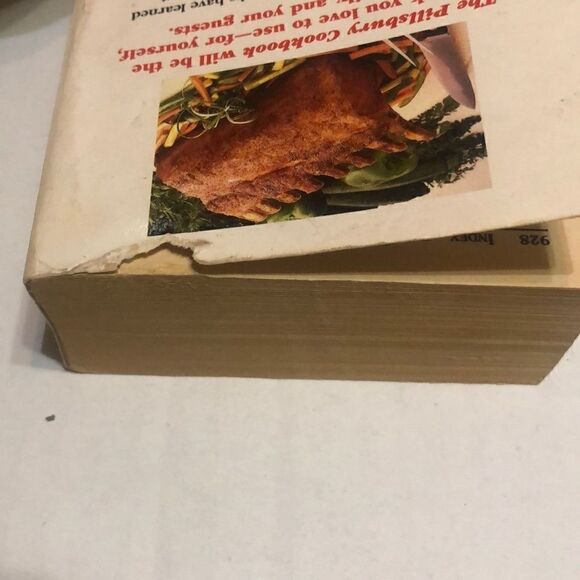 The Pillsbury Cookbook will be the
you love to use—for yourself,
and your guests.
have learned
928 INDEX